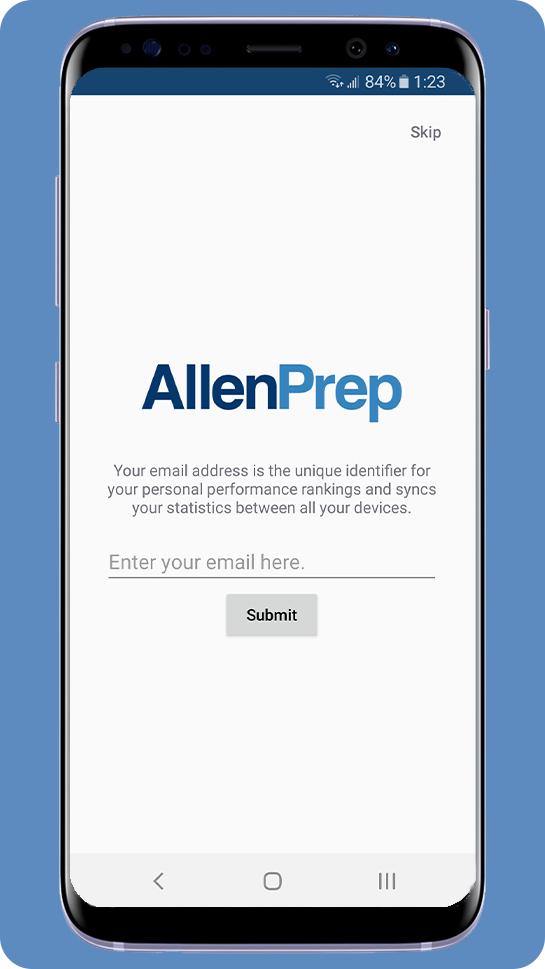 84% 1:23
Skip
AllenPrep
Your email address is the unique identifier for
your personal performance rankings and syncs
your statistics between all your devices.
Enter your email here.
Submit